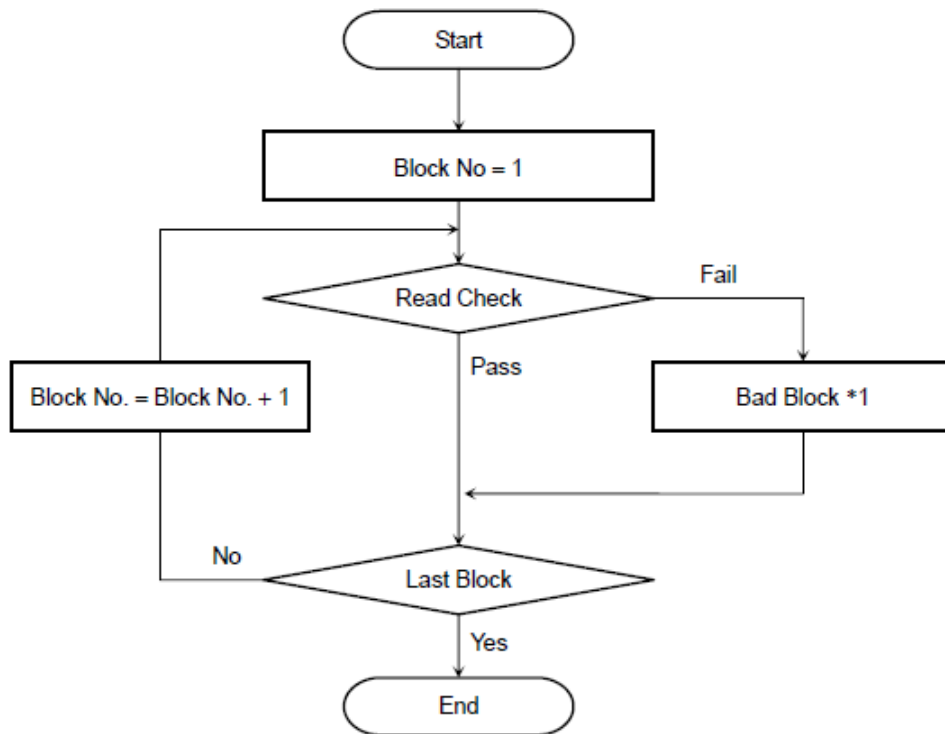 Start
Block No = 1
Read Check
Fail
Pass
Block No. = Block No. + 1
Bad Block *1
No
Last Block
Yes
End